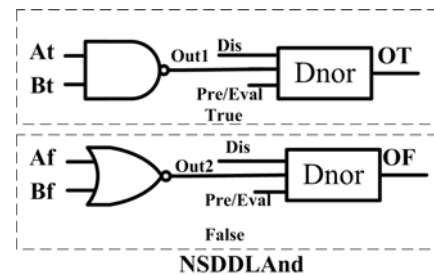 At
Bt
Out1
Dis
Pre/Eval
Dnor
OT
True
Af
Bf
Out2
Dis
Pre/Eval
Dnor
OF
False
NSDDLAnd